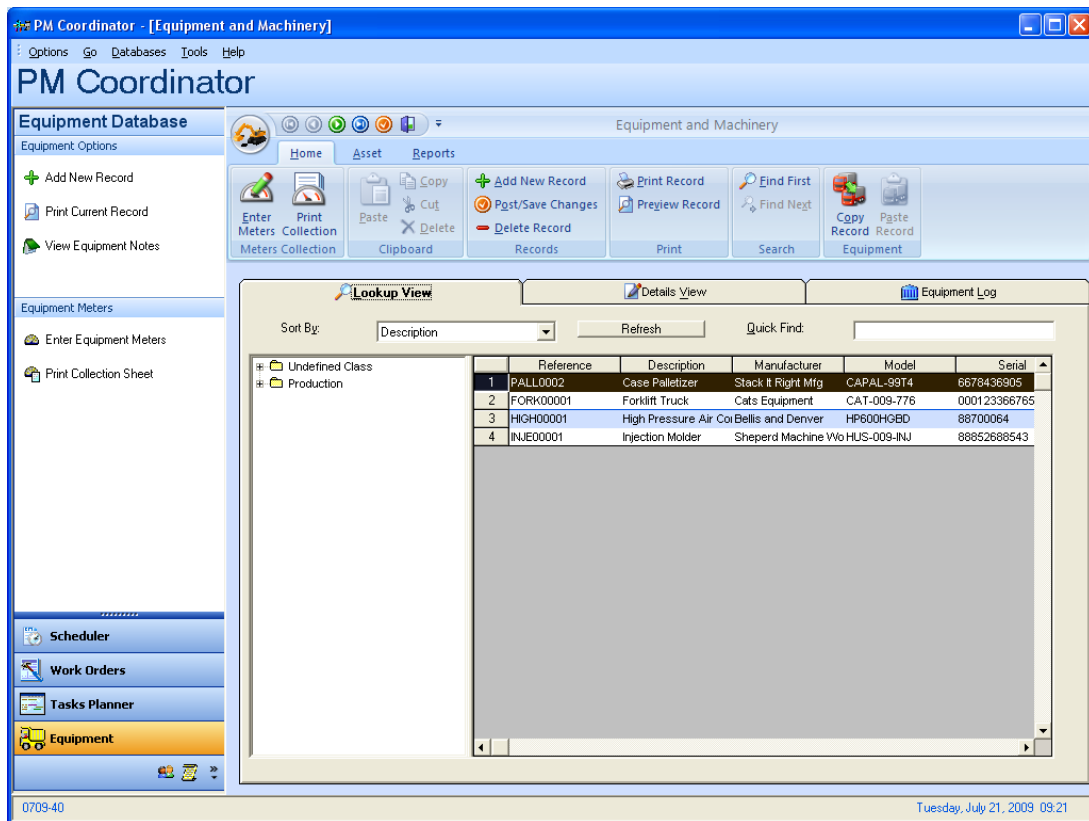 PM Coordinator - [Equipment and Machinery]
Options Go Databases Tools Help
PM Coordinator
Equipment Database
Equipment Options
Add New Record
Print Current Record
View Equipment Notes
Equipment Meters
Enter Equipment Meters
Print Collection Sheet
Scheduler
Work Orders
Tasks Planner
Equipment
Equipment and Machinery
Home Asset Reports
Enter Meters
Print Collection
Meters Collection
Paste
Copy
Cut
Delete
Clipboard
Add New Record
Post/Save Changes
Delete Record
Records
Print Record
Preview Record
Print
Find First
Find Next
Search
Copy Record
Paste Record
Equipment
Lookup View Details View Equipment Log
Sort By: Description Refresh Quick Find:
Undefined Class
Production
Reference Description Manufacturer Model Serial
1 PALL0002 Case Palletizer Stack It Right Mfg CAPAL-99T4 6678436905
2 FORK00001 Forklift Truck Cats Equipment CAT-009-776 000123366765
3 HIGH00001 High Pressure Air Co Bellis and Denver HP600HGBD 88700064
4 INJE00001 Injection Molder Sheperd Machine Wo HUS-009-INJ 88852688543
0709-40
Tuesday, July 21, 2009 09:21